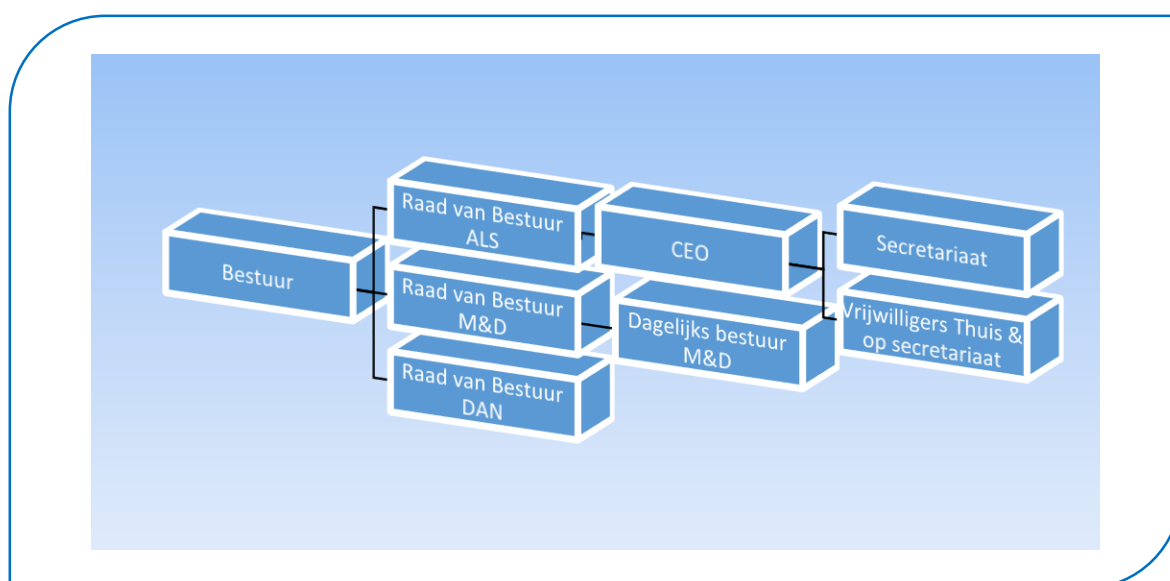 Bestuur
Raad van Bestuur
ALS
Raad van Bestuur
M&D
Raad van Bestuur
DAN
CEO
Dagelijks bestuur
M&D
Secretariaat
Vrijwilligers Thuis &
op secretariaat